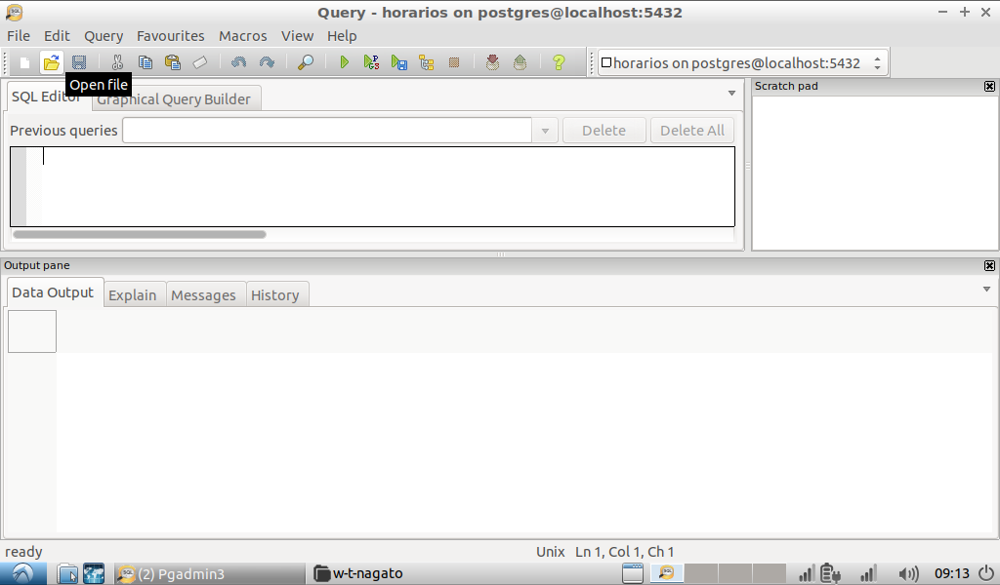 Query - horarios on postgres@localhost:5432
File Edit Query Favourites Macros View Help
horarios on postgres@localhost:5432
Open file
SQL Editor Graphical Query Builder
Scratch pad
Previous queries Delete Delete All
Output pane
Data Output Explain Messages History
ready Unix Ln 1, Col 1, Ch 1
(2) Pgadmin3 w-t-nagato 09:13